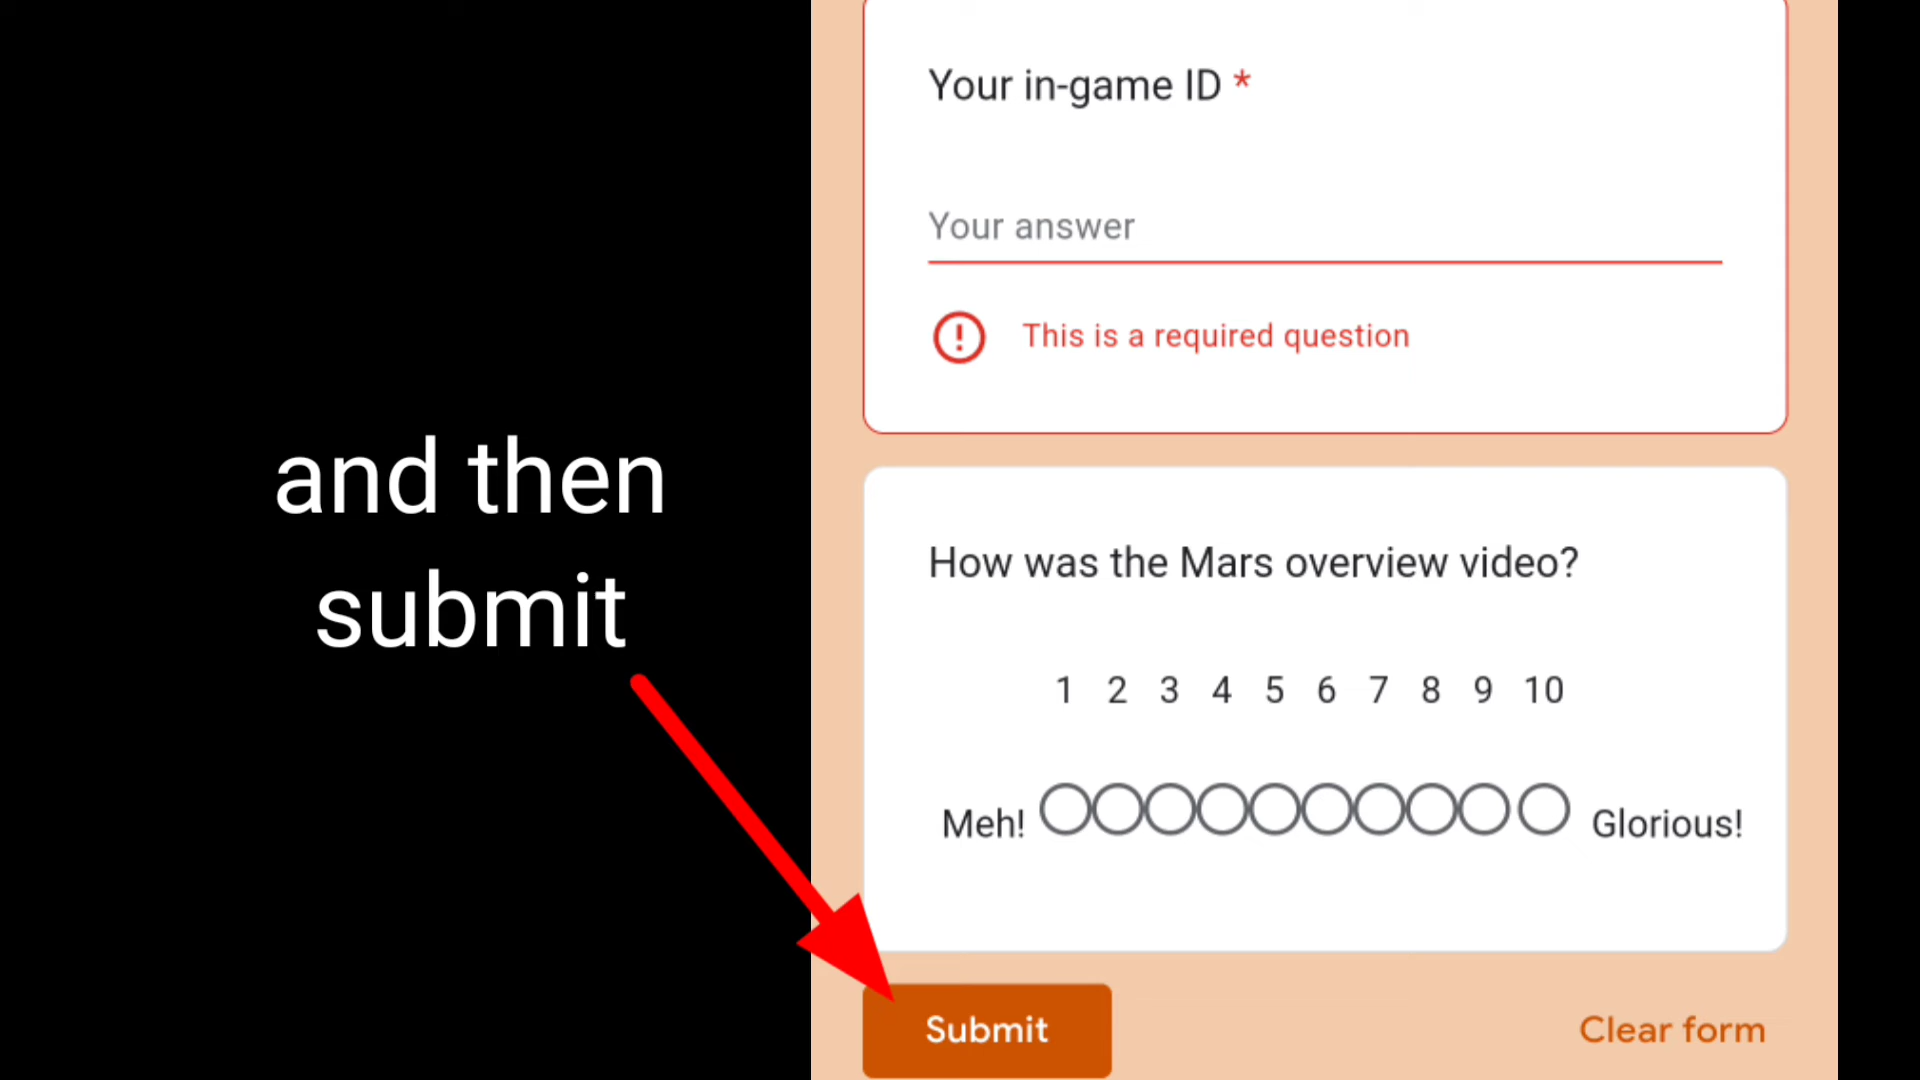 and then
submit
Your in-game ID *
Your answer
This is a required question
How was the Mars overview video?
1 2 3 4 5 6 7 8 9 10
Meh! Glorious!
Submit Clear form